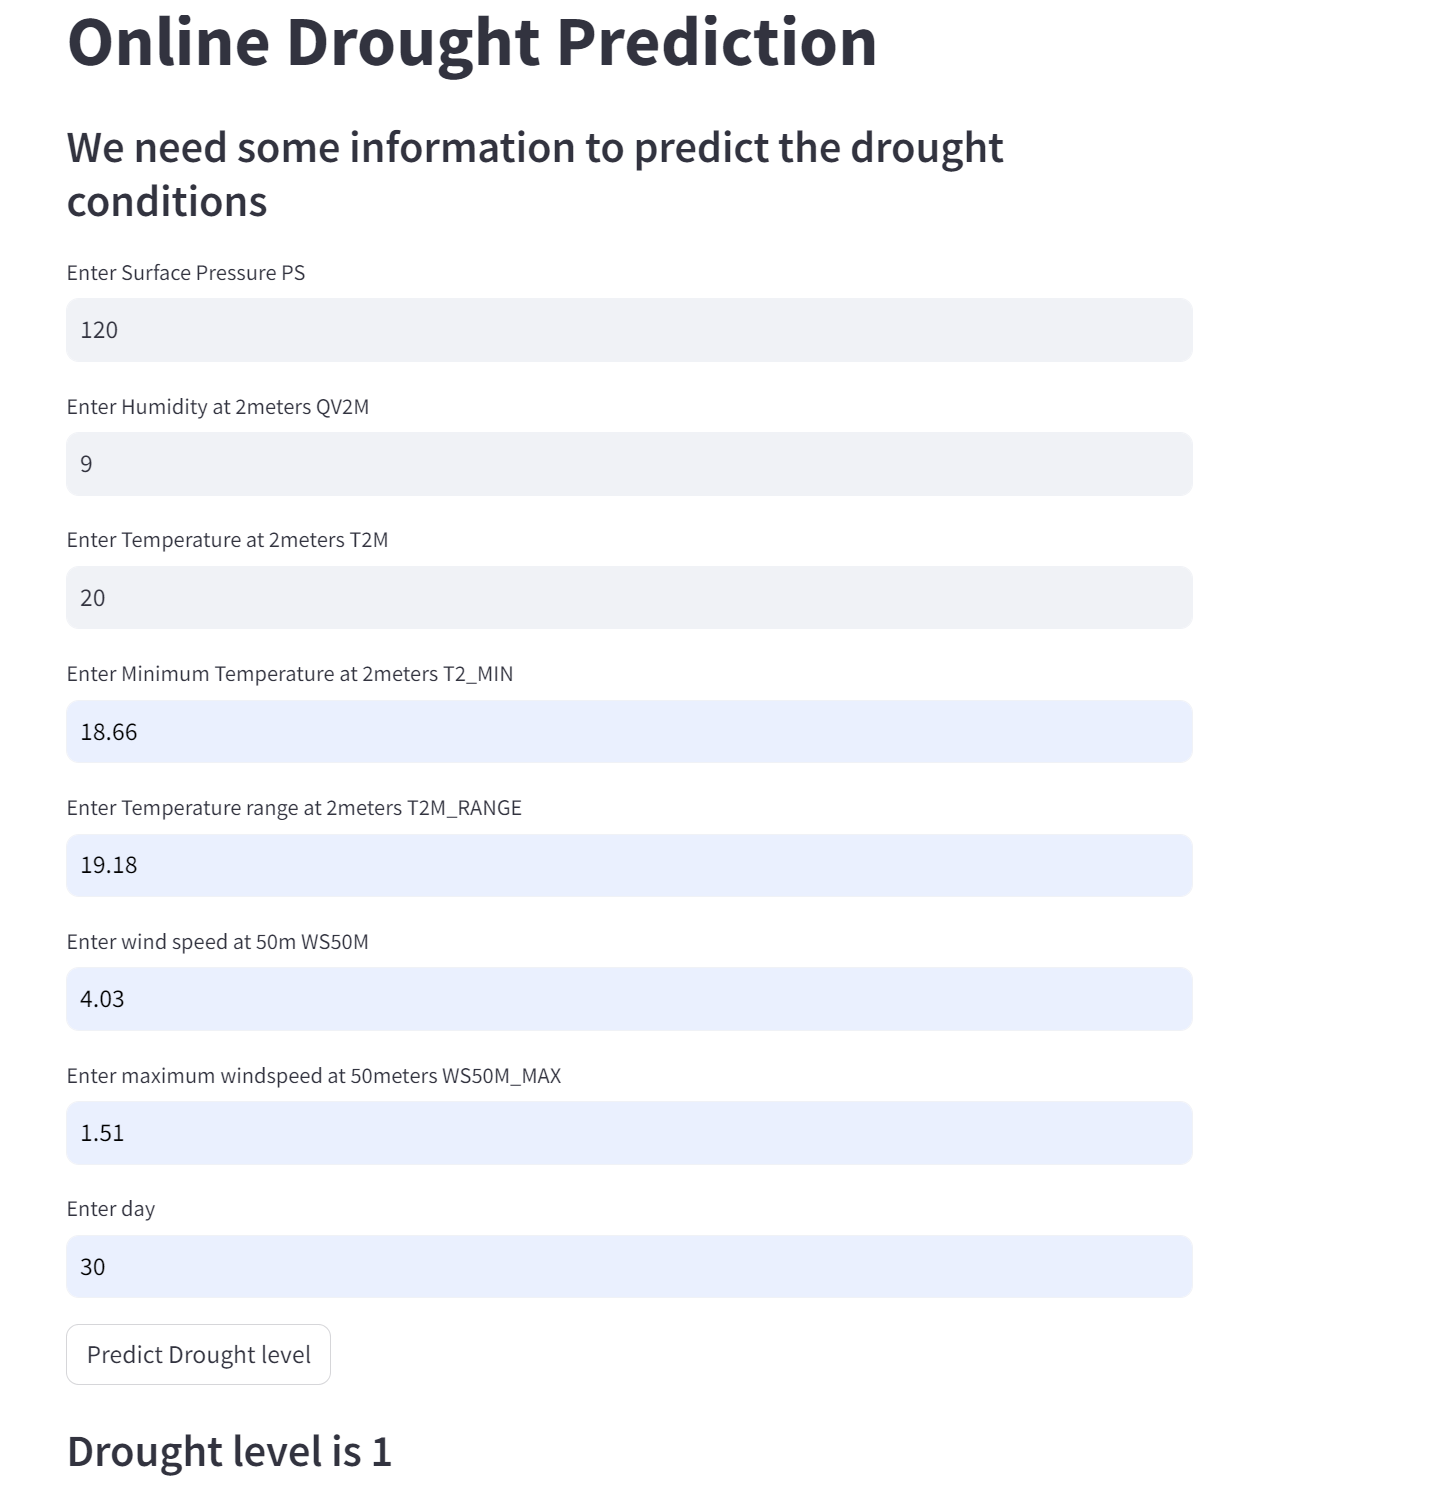 Online Drought Prediction
We need some information to predict the drought
conditions
Enter Surface Pressure PS
120
Enter Humidity at 2meters QV2M
9
Enter Temperature at 2meters T2M
20
Enter Minimum Temperature at 2meters T2_MIN
18.66
Enter Temperature range at 2meters T2M_RANGE
19.18
Enter wind speed at 50m WS50M
4.03
Enter maximum windspeed at 50meters WS50M_MAX
1.51
Enter day
30
Predict Drought level
Drought level is 1